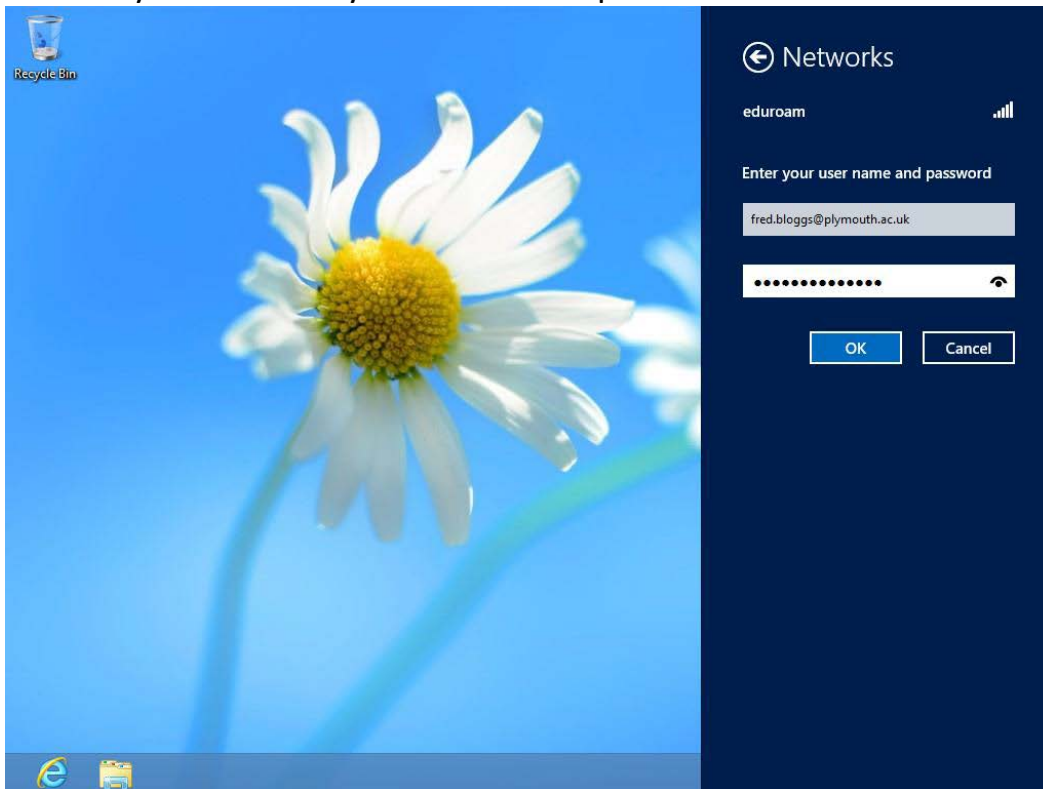 Recycle Bin
Networks
eduroam
Enter your user name and password
fred.bloggs@plymouth.ac.uk
••••••••••••••
OK
Cancel